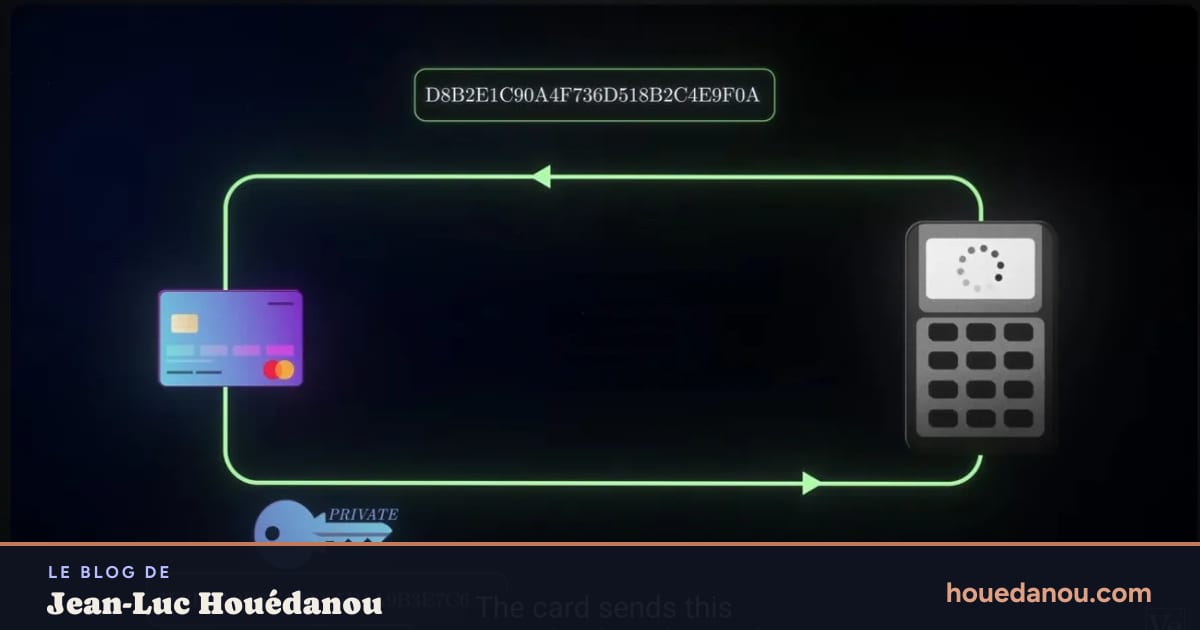 D8B2E1C90A4F736D518B2C4E9F0A
PRIVATE
LE BLOG DE
Jean-Luc Houédanou
The card sends this
houedanou.com